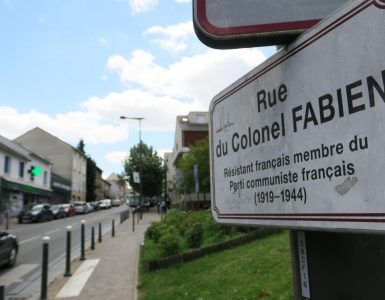 Rue
du Colonel FABIEN
Résistant français membre du
Parti communiste français
(1919-1944)